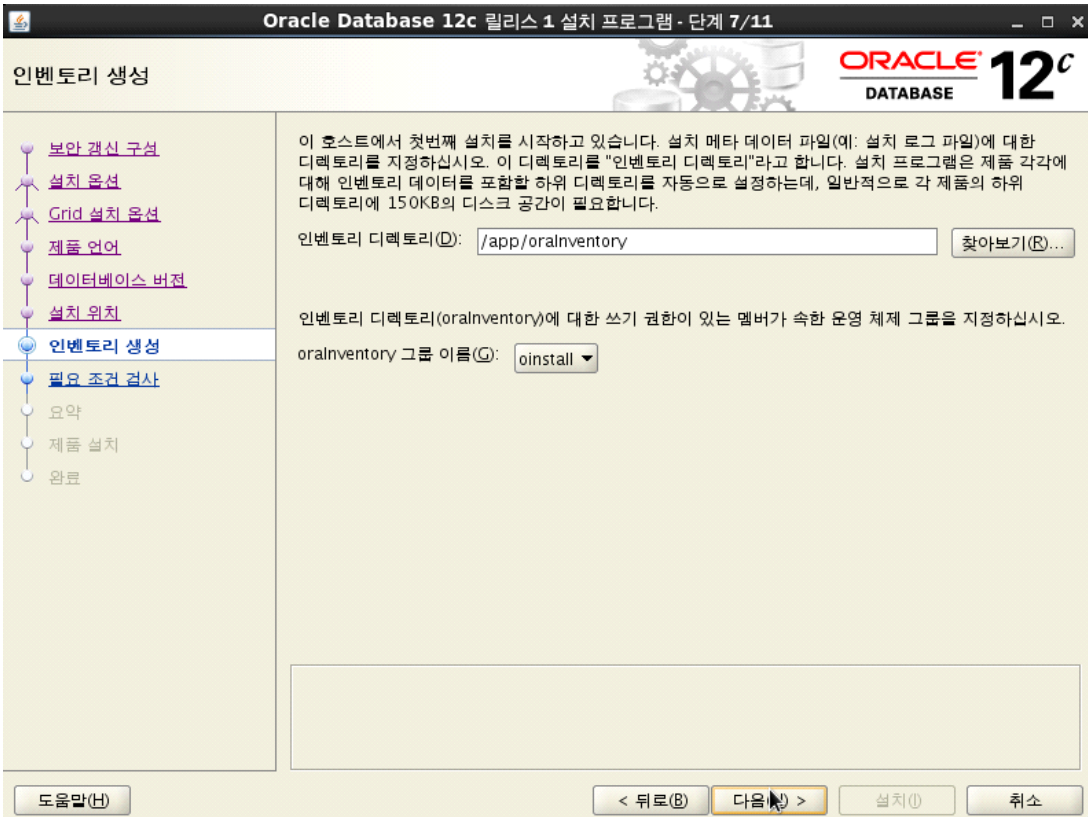 Oracle Database 12c 릴리스 1 설치 프로그램 - 단계 7/11
인벤토리 생성
ORACLE 12c
DATABASE
보안 갱신 구성
설치 옵션
Grid 설치 옵션
제품 언어
데이터베이스 버전
설치 위치
인벤토리 생성
필요 조건 검사
요약
제품 설치
완료
이 호스트에서 첫번째 설치를 시작하고 있습니다. 설치 메타 데이터 파일(예: 설치 로그 파일)에 대한
디렉토리를 지정하십시오. 이 디렉토리를 "인벤토리 디렉토리"라고 합니다. 설치 프로그램은 제품 각각에
대해 인벤토리 데이터를 포함할 하위 디렉토리를 자동으로 설정하는데, 일반적으로 각 제품의 하위
디렉토리에 150KB의 디스크 공간이 필요합니다.
인벤토리 디렉토리(D): /app/oraInventory 찾아보기(R)...
인벤토리 디렉토리(oraInventory)에 대한 쓰기 권한이 있는 멤버가 속한 운영 체제 그룹을 지정하십시오.
oraInventory 그룹 이름(G): oinstall
도움말(H) < 뒤로(B) 다음 > 설치(I) 취소